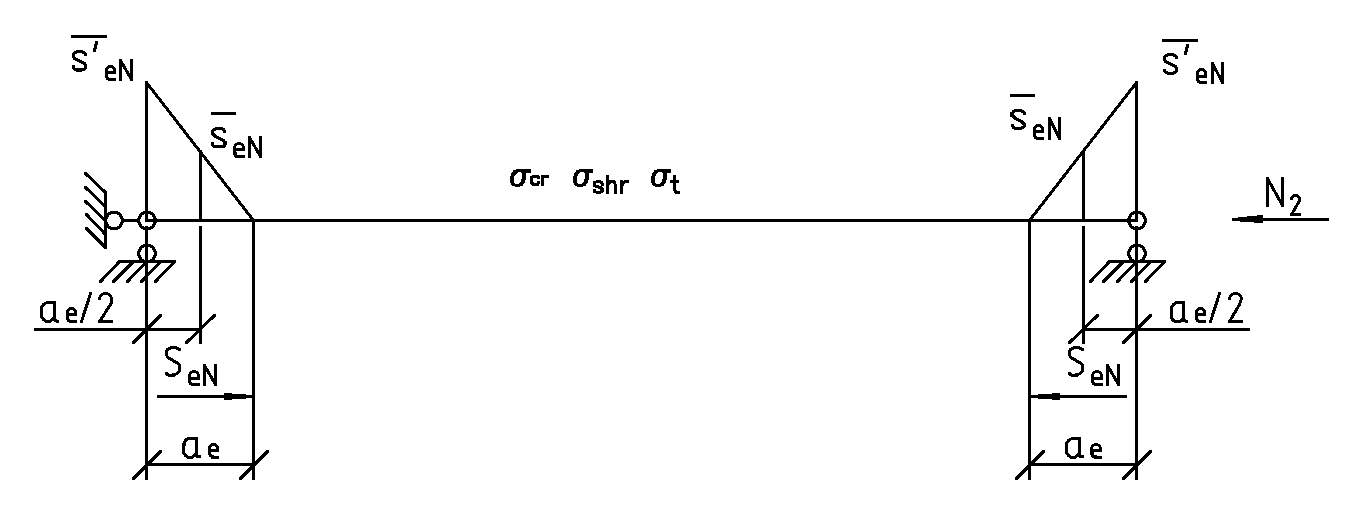 s̅'̅eN s̅'̅eN
s̅eN s̅eN
σcr σshr σt
N2
ae/2 ae/2
SeN SeN
ae ae